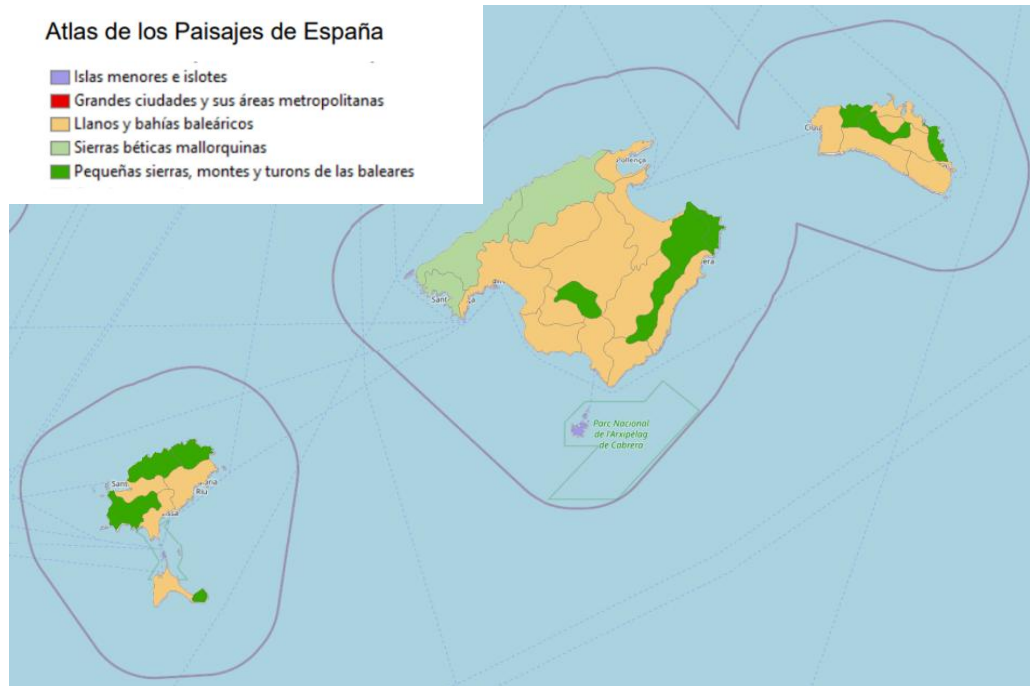 Atlas de los Paisajes de España
Islas menores e islotes
Grandes ciudades y sus áreas metropolitanas
Llanos y bahías baleáricos
Sierras béticas mallorquinas
Pequeñas sierras, montes y turons de las baleares
Parc Nacional
de l'Arxipèlag
de Cabrera
Riu